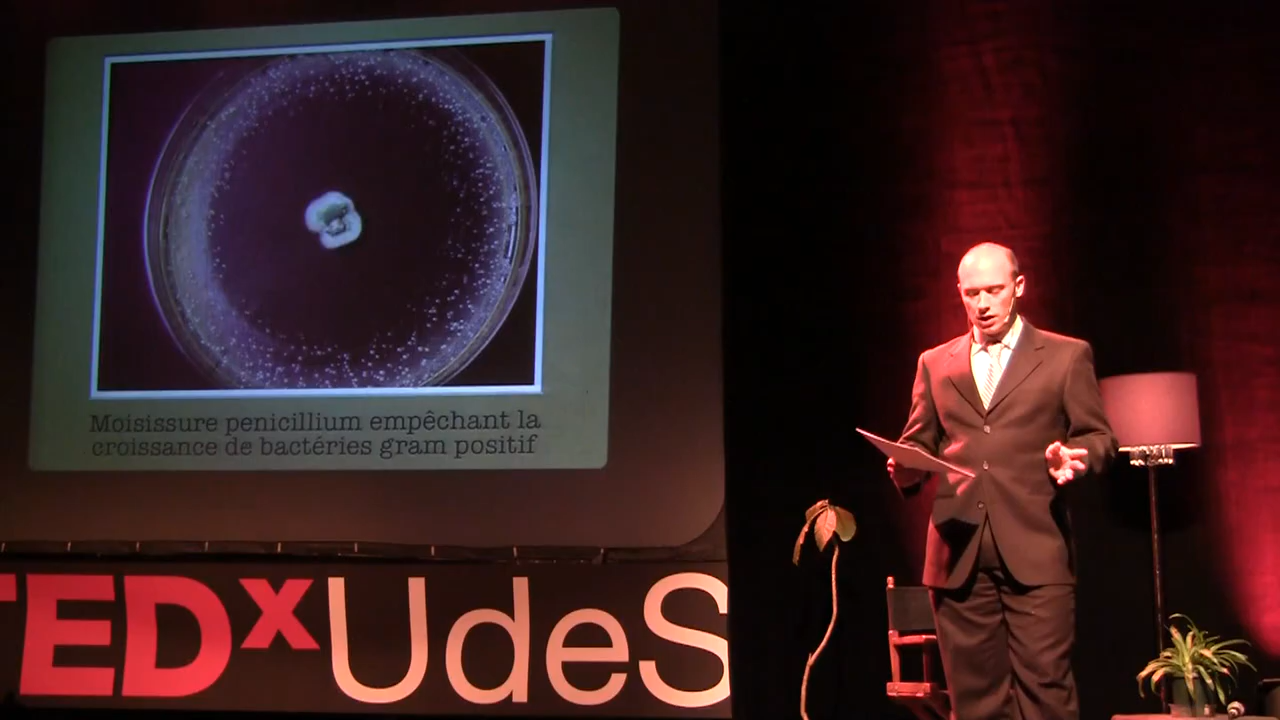 Moisissure penicillium empêchant la
croissance de bactéries gram positif
TEDxUdeS